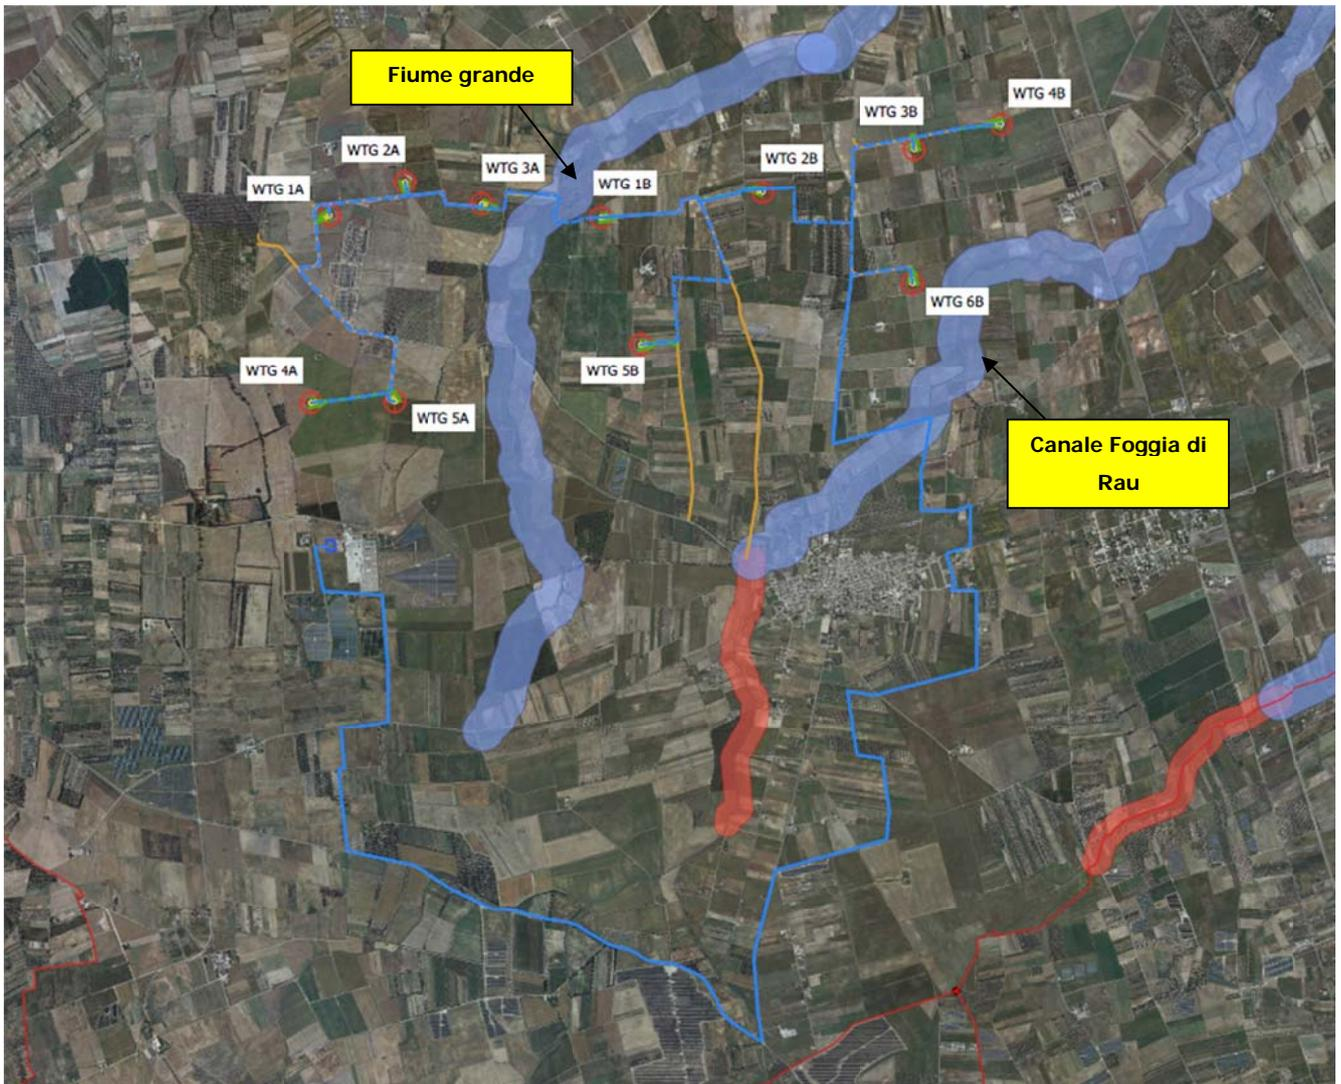 Fiume grande
WTG 4B
WTG 3B
WTG 2A
WTG 3A
WTG 2B
WTG 1A
WTG 1B
WTG 6B
WTG 4A
WTG 5B
WTG 5A
Canale Foggia di
Rau